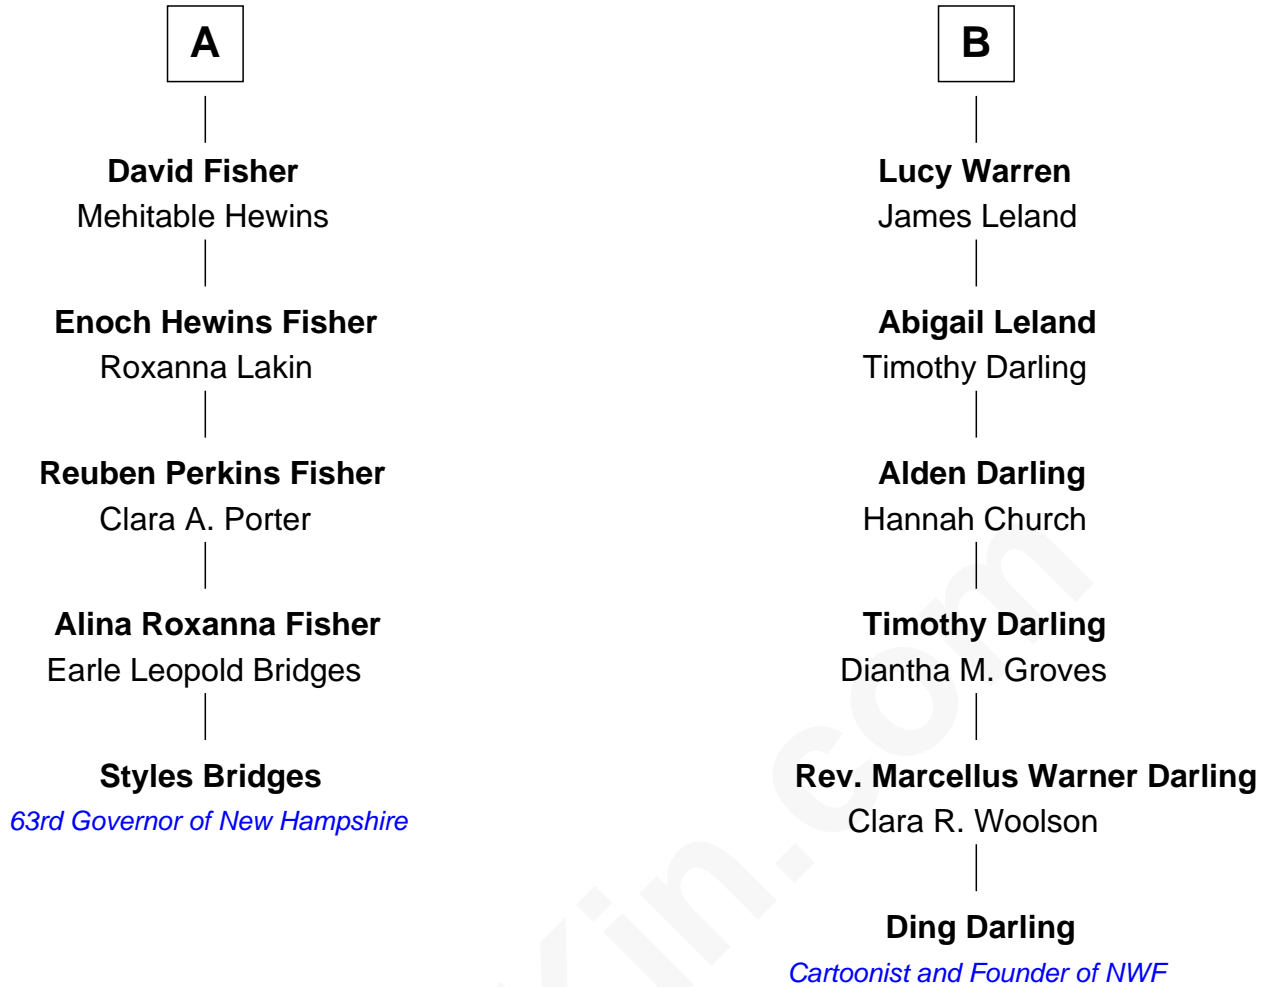 A
David Fisher
Mehitable Hewins
Enoch Hewins Fisher
Roxanna Lakin
Reuben Perkins Fisher
Clara A. Porter
Alina Roxanna Fisher
Earle Leopold Bridges
Styles Bridges
63rd Governor of New Hampshire
B
Lucy Warren
James Leland
Abigail Leland
Timothy Darling
Alden Darling
Hannah Church
Timothy Darling
Diantha M. Groves
Rev. Marcellus Warner Darling
Clara R. Woolson
Ding Darling
Cartoonist and Founder of NWF
Kin.com